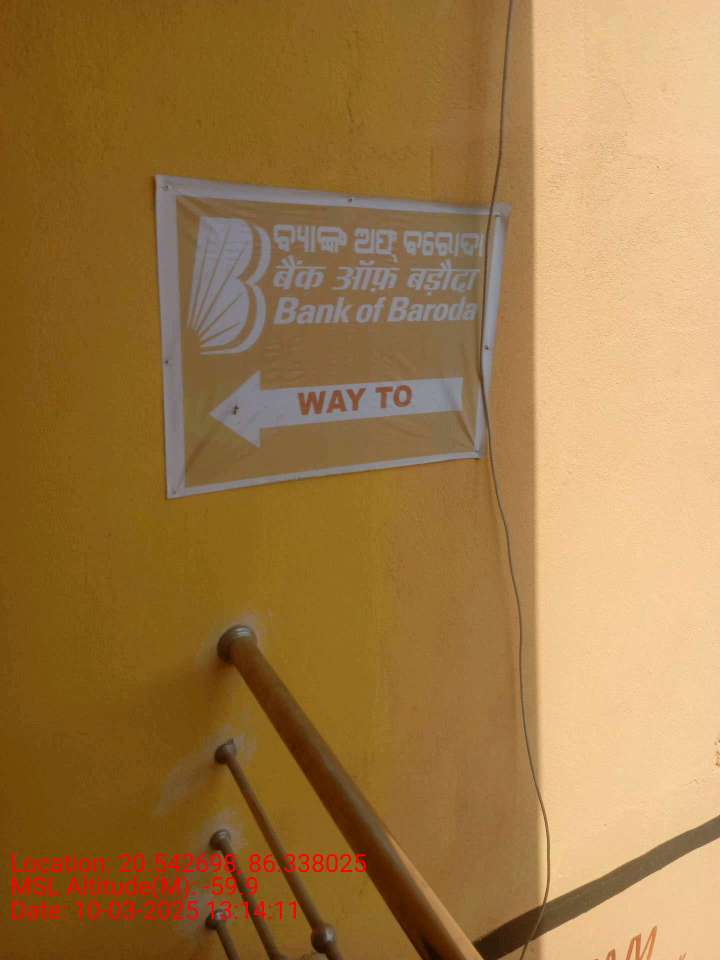 ବ୍ୟାଙ୍କ ଅଫ୍ ବରୋଦା
बैंक ऑफ़ बड़ौदा
Bank of Baroda
WAY TO
Location: 20.542698, 86.338025
MSL Altitude(M): -59.9
Date: 10-03-2025 13:14:11